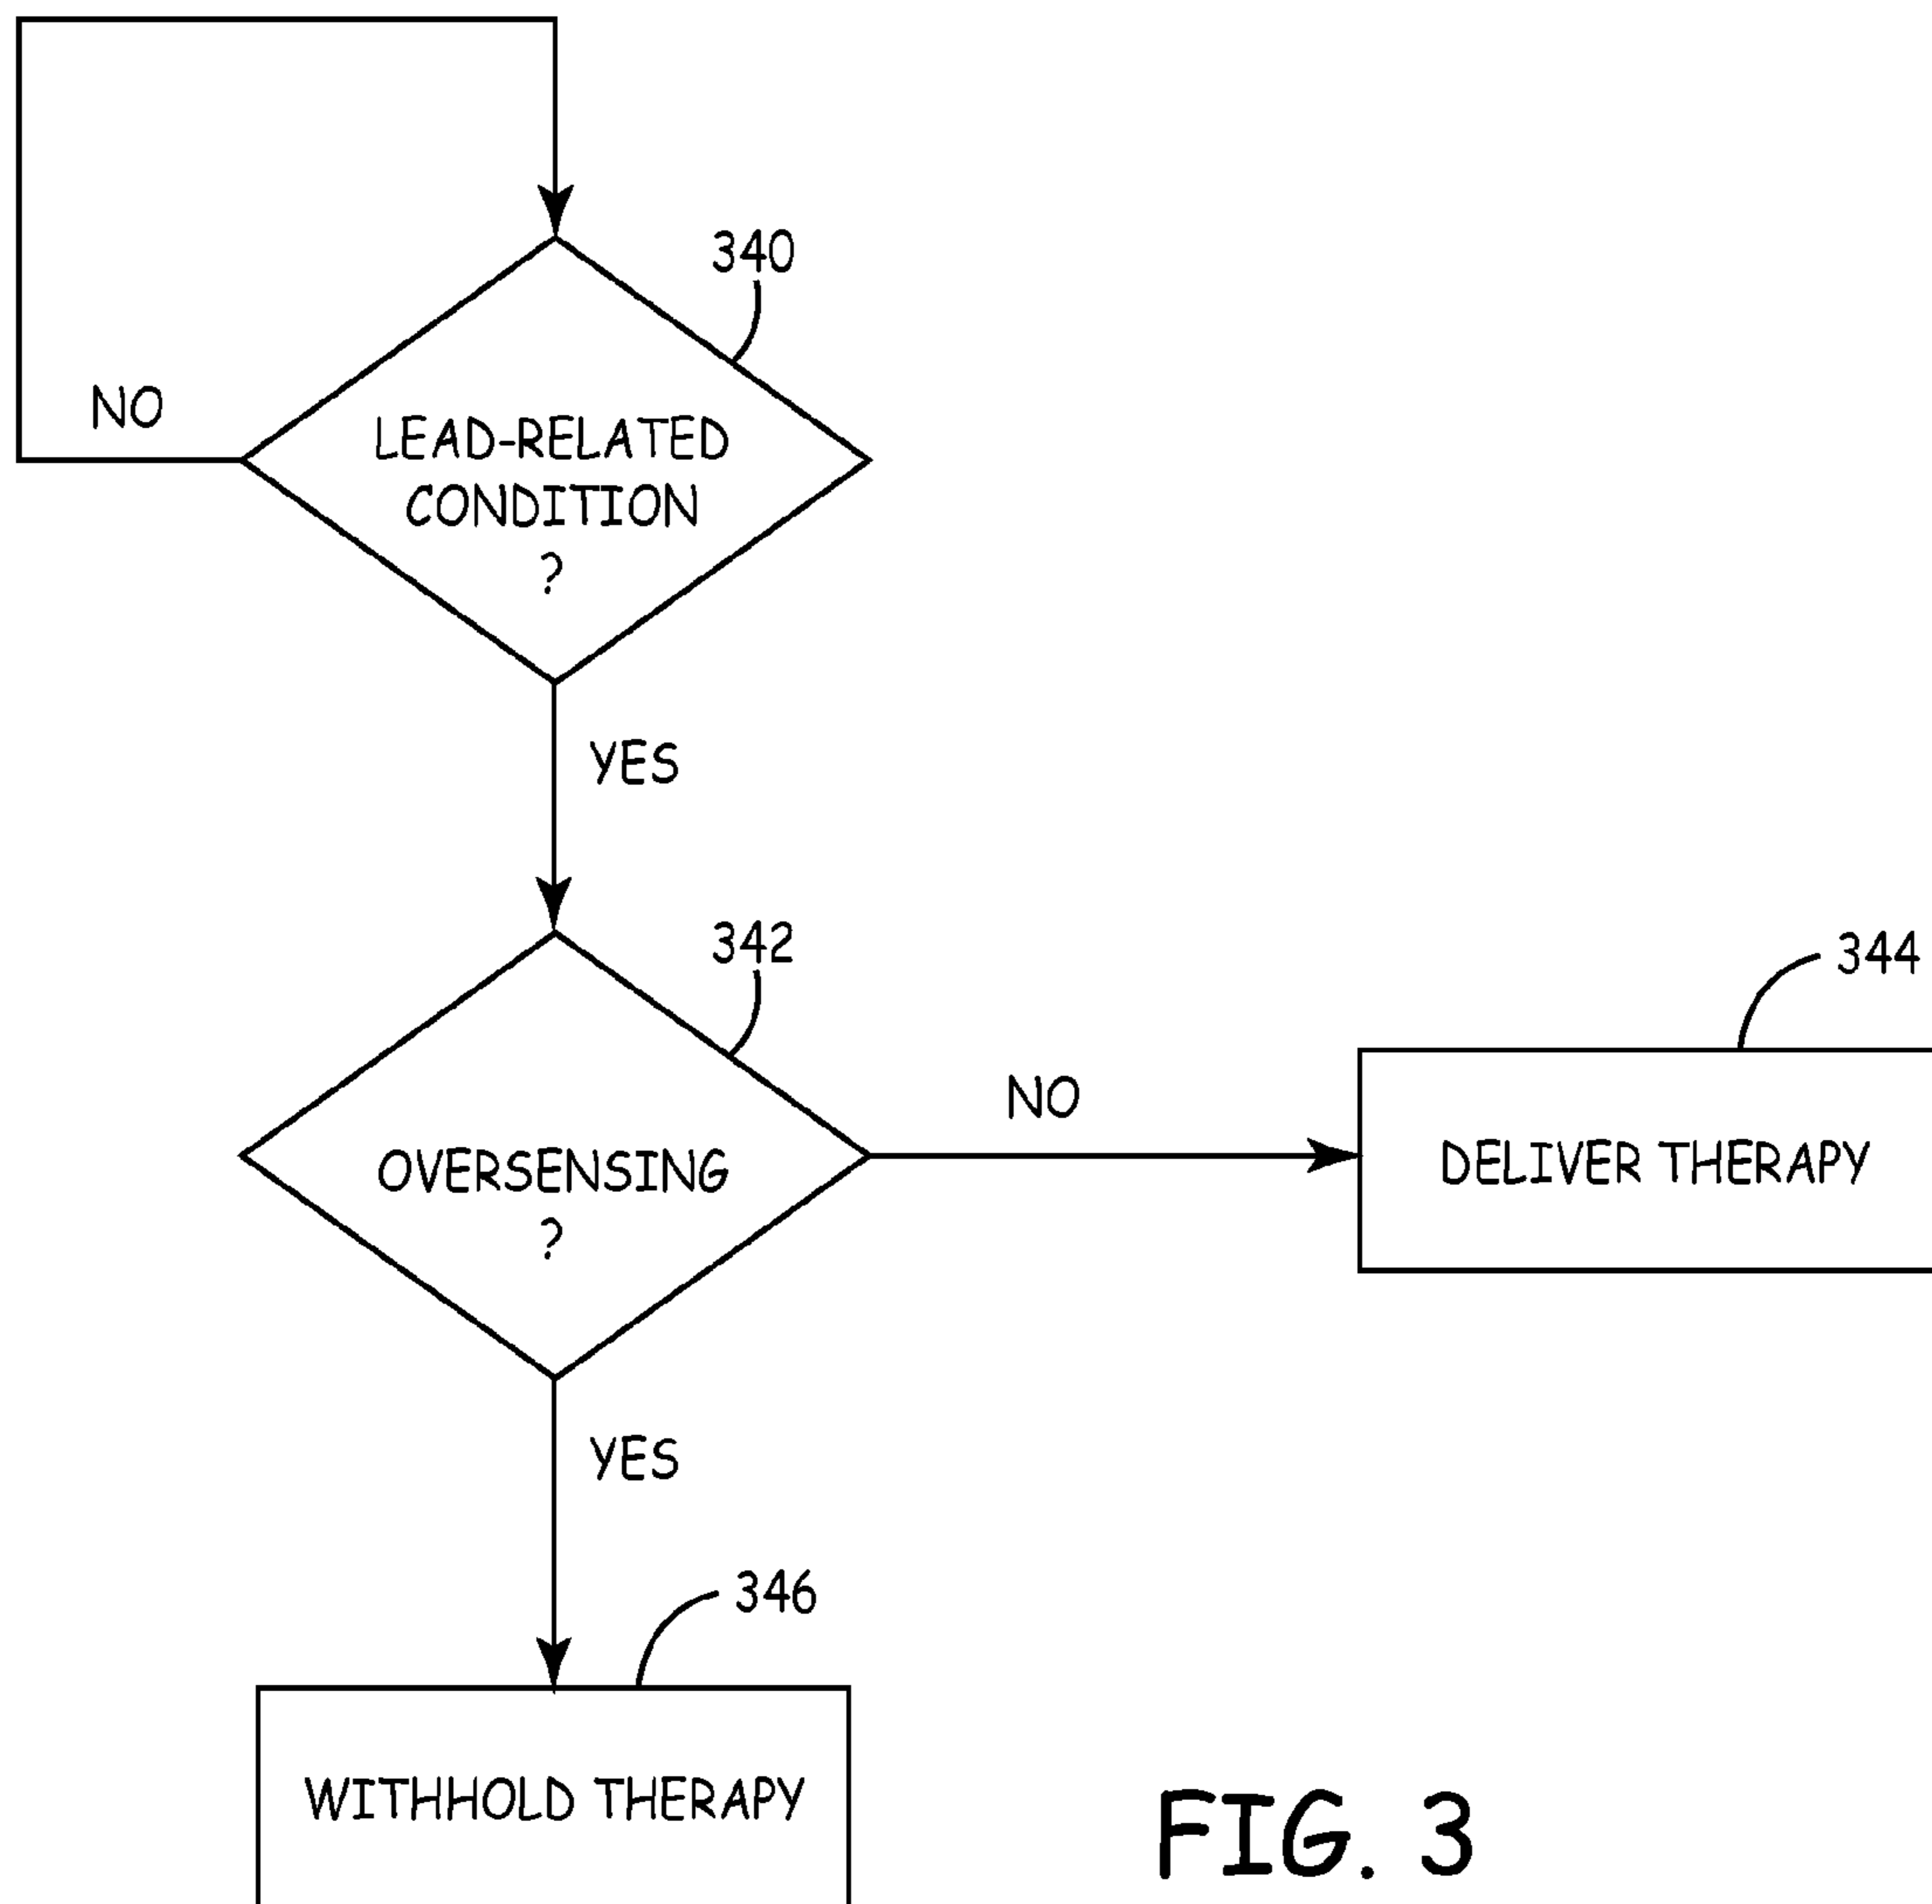 340
NO
LEAD-RELATED
CONDITION
?
YES
342
344
NO
OVERSENSING
?
DELIVER THERAPY
YES
346
WITHHOLD THERAPY
FIG. 3